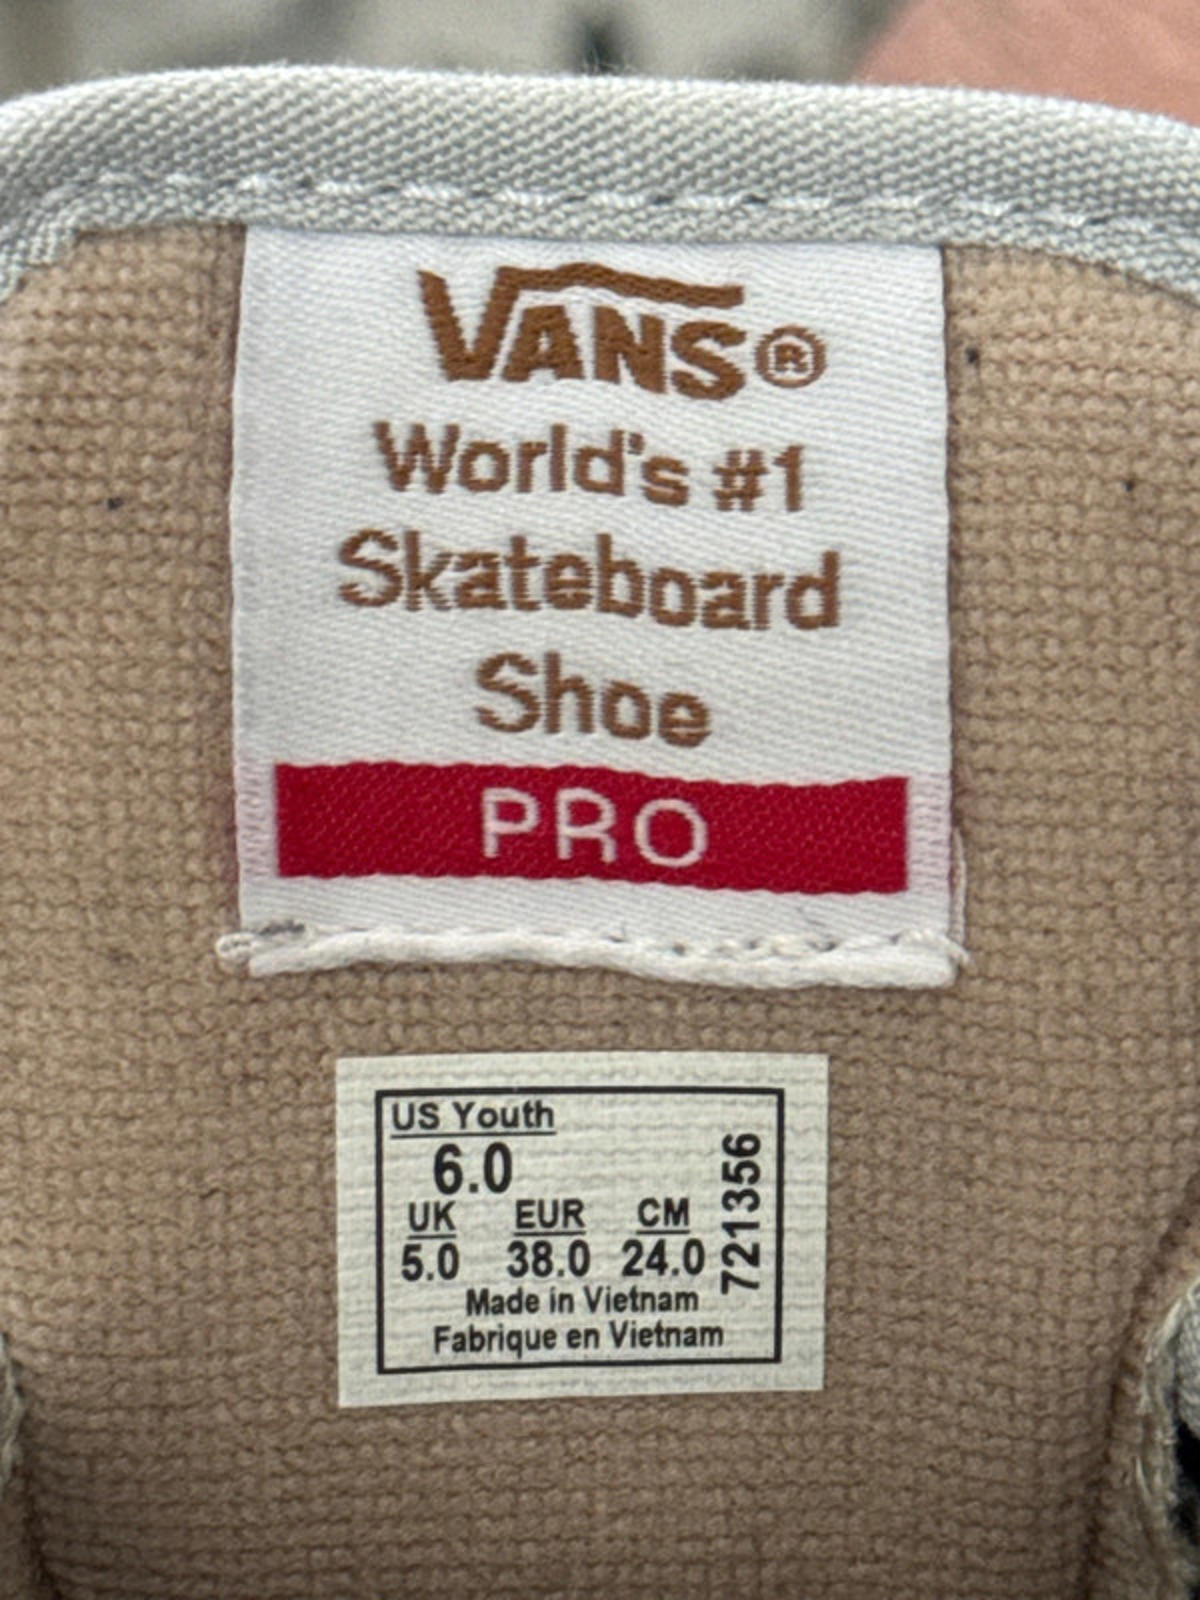 VANS®
World's #1
Skateboard
Shoe
PRO
US Youth
6.0
UK EUR CM
5.0 38.0 24.0
Made in Vietnam
Fabrique en Vietnam
721356